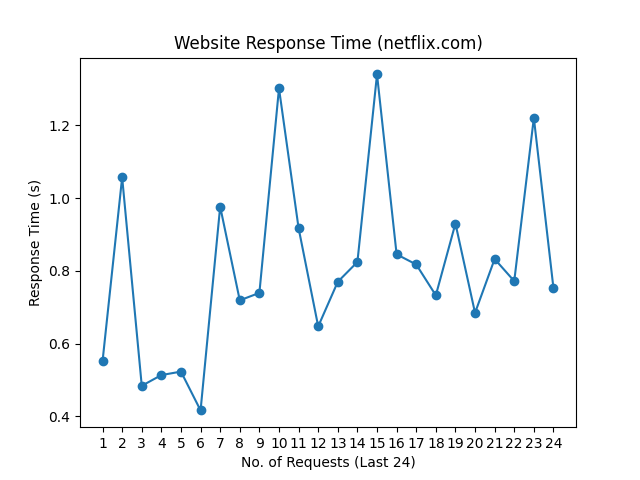 Website Response Time (netflix.com)
Response Time (s)
1.2
1.0
0.8
0.6
0.4
1 2 3 4 5 6 7 8 9 10 11 12 13 14 15 16 17 18 19 20 21 22 23 24
No. of Requests (Last 24)